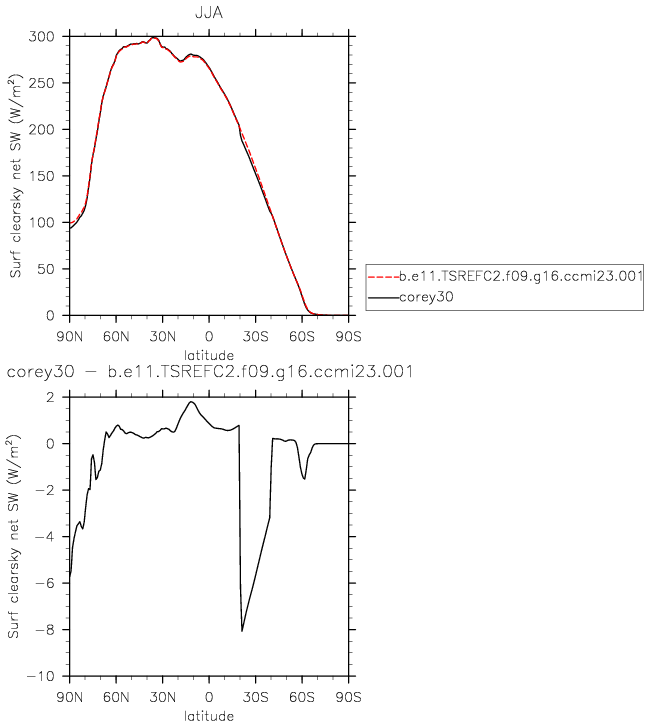 JJA
Surf clearsky net SW (W/m²)
300
250
200
150
100
50
0
90N 60N 30N 0 30S 60S 90S
latitude
b.e11.TSREFC2.f09.g16.ccmi23.001
corey30
corey30 − b.e11.TSREFC2.f09.g16.ccmi23.001
Surf clearsky net SW (W/m²)
2
0
−2
−4
−6
−8
−10
90N 60N 30N 0 30S 60S 90S
latitude